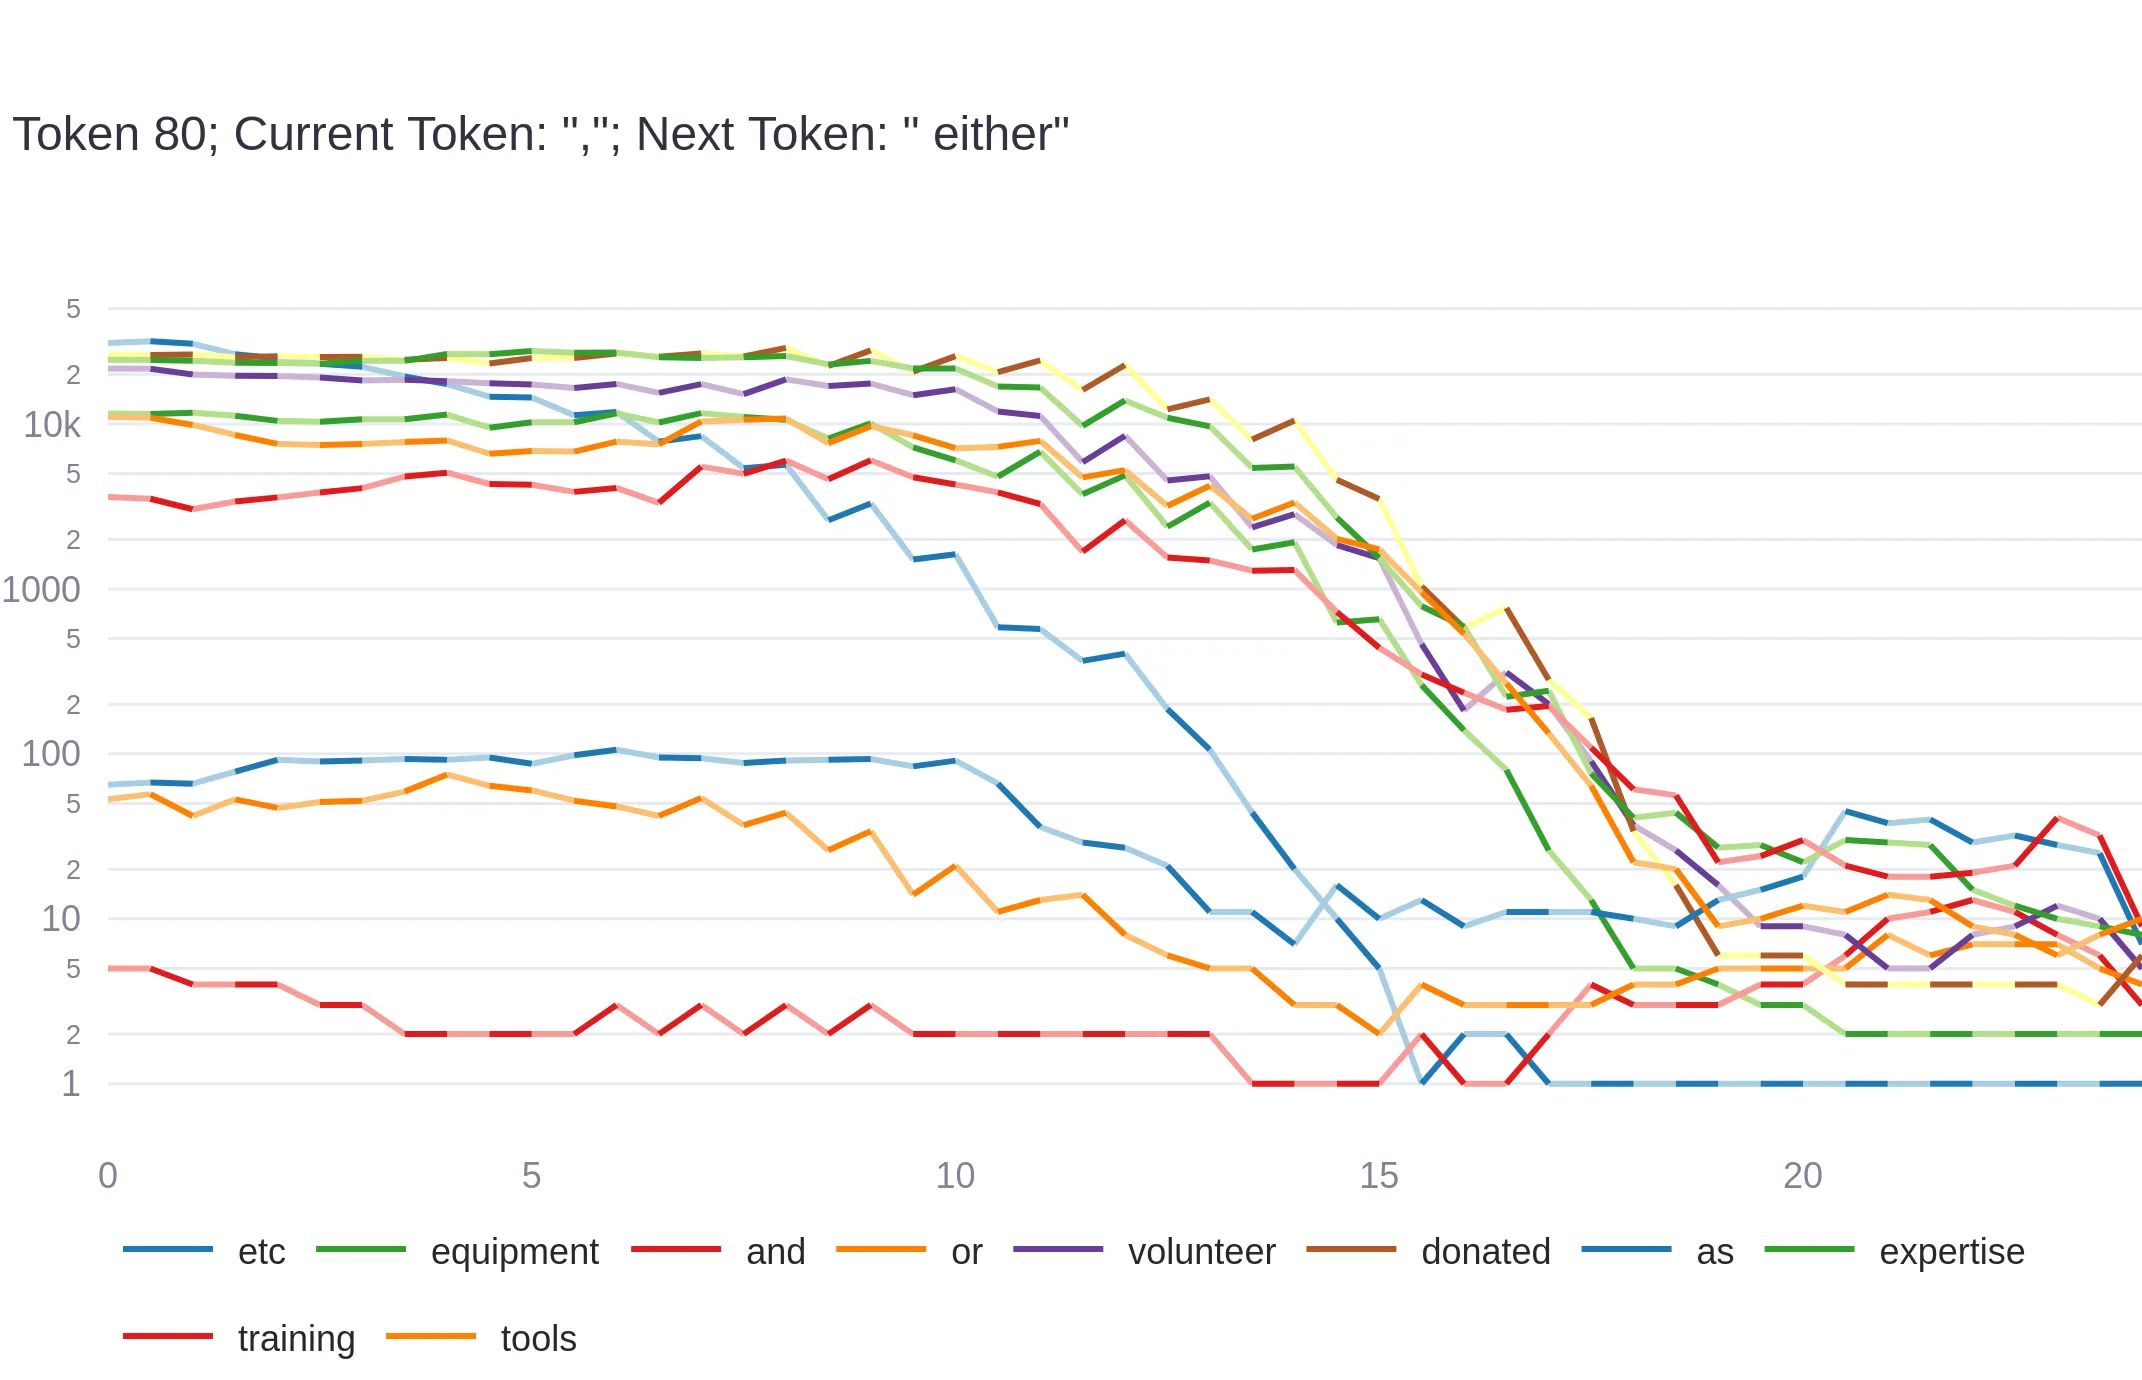 Token 80; Current Token: ","; Next Token: " either"
5
2
10k
5
2
1000
5
2
100
5
2
10
5
2
1
0 5 10 15 20
etc equipment and or volunteer donated as expertise
training tools